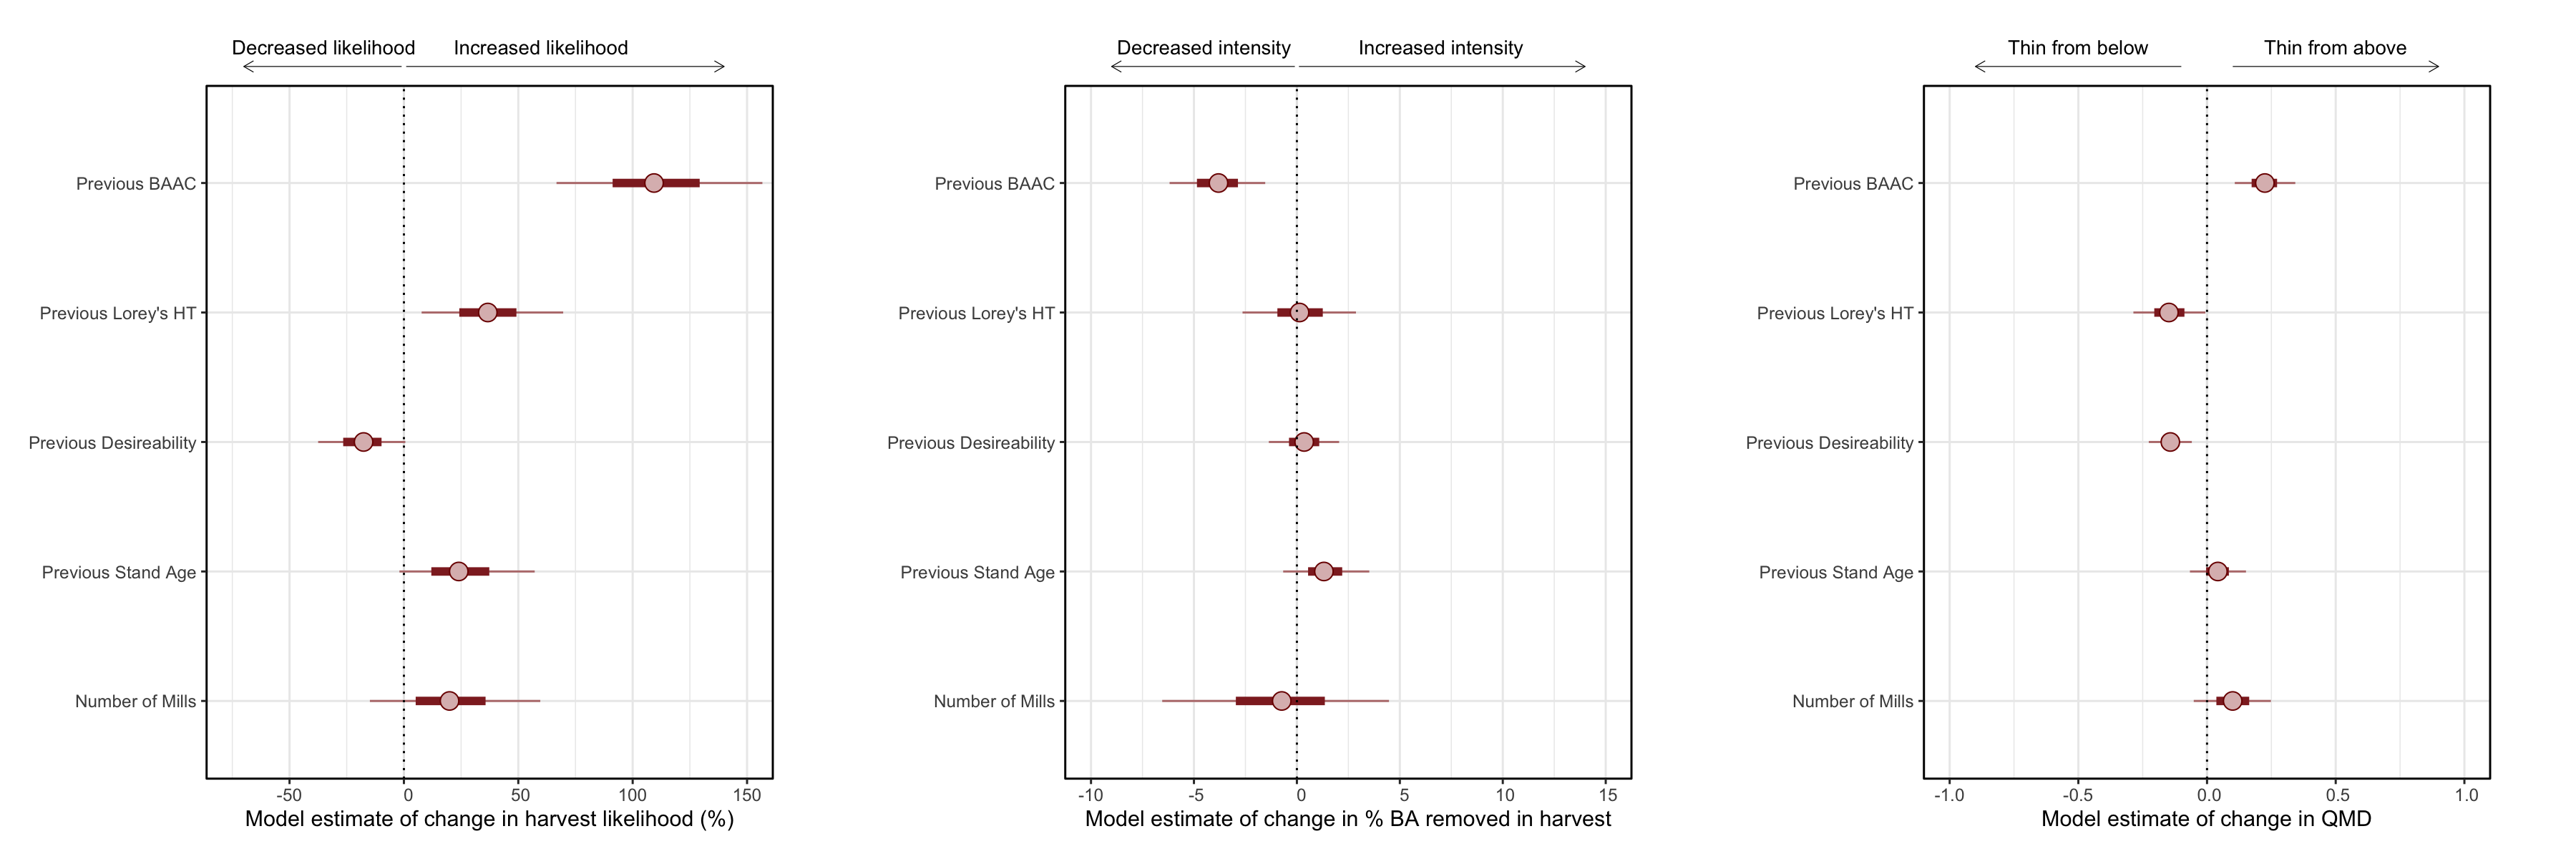 Decreased likelihood Increased likelihood
Previous BAAC
Previous Lorey's HT
Previous Desireability
Previous Stand Age
Number of Mills
-50 0 50 100 150
Model estimate of change in harvest likelihood (%)
Decreased intensity Increased intensity
Previous BAAC
Previous Lorey's HT
Previous Desireability
Previous Stand Age
Number of Mills
-10 -5 0 5 10 15
Model estimate of change in % BA removed in harvest
Thin from below Thin from above
Previous BAAC
Previous Lorey's HT
Previous Desireability
Previous Stand Age
Number of Mills
-1.0 -0.5 0.0 0.5 1.0
Model estimate of change in QMD